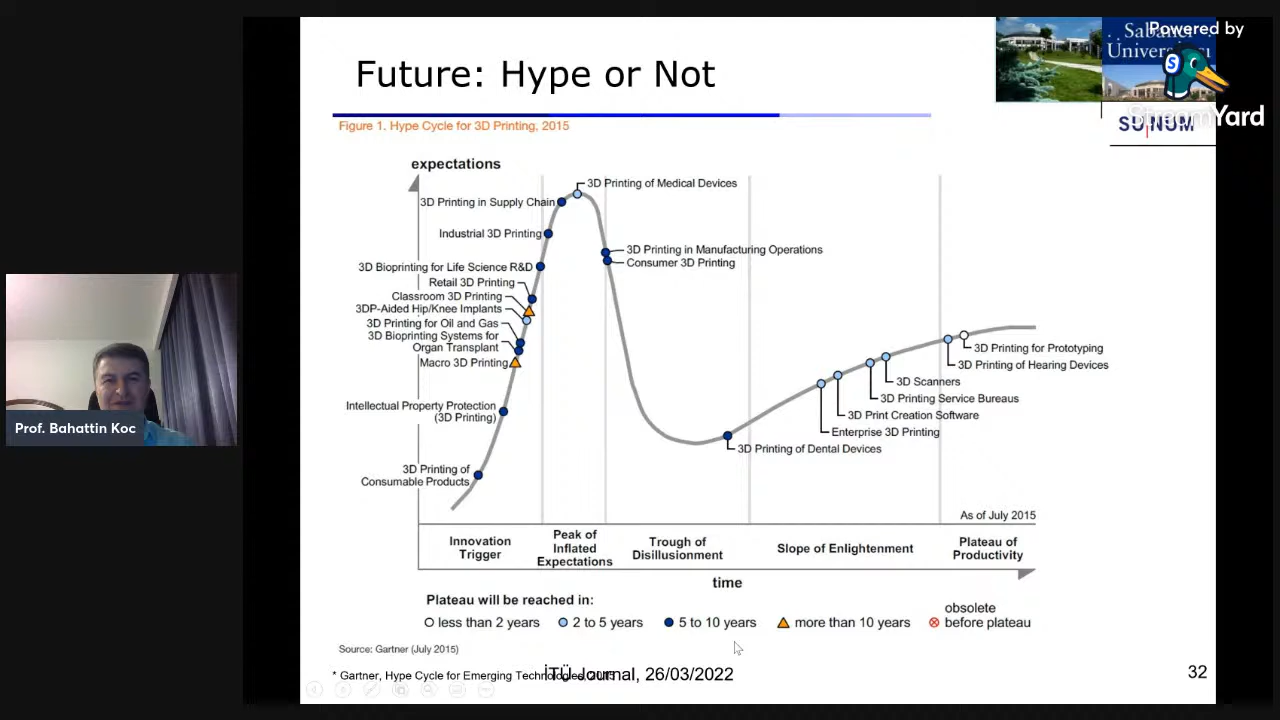 Future: Hype or Not
Sabancı
Üniversitesi
Powered by
StreamYard
SU NUM
Figure 1. Hype Cycle for 3D Printing, 2015
expectations
3D Printing of Medical Devices
3D Printing in Supply Chain
Industrial 3D Printing
3D Printing in Manufacturing Operations
Consumer 3D Printing
3D Bioprinting for Life Science R&D
Retail 3D Printing
Classroom 3D Printing
3DP-Aided Hip/Knee Implants
3D Printing for Oil and Gas
3D Bioprinting Systems for
Organ Transplant
Macro 3D Printing
Intellectual Property Protection
(3D Printing)
3D Printing of
Consumable Products
3D Printing for Prototyping
3D Printing of Hearing Devices
3D Scanners
3D Printing Service Bureaus
3D Print Creation Software
Enterprise 3D Printing
3D Printing of Dental Devices
As of July 2015
Innovation
Trigger
Peak of
Inflated
Expectations
Trough of
Disillusionment
Slope of Enlightenment
Plateau of
Productivity
time
Plateau will be reached in:
less than 2 years
2 to 5 years
5 to 10 years
more than 10 years
obsolete
before plateau
Source: Gartner (July 2015)
* Gartner, Hype Cycle for Emerging Technologies, 2015
İTÜ Jornal, 26/03/2022
32
Prof. Bahattin Koc